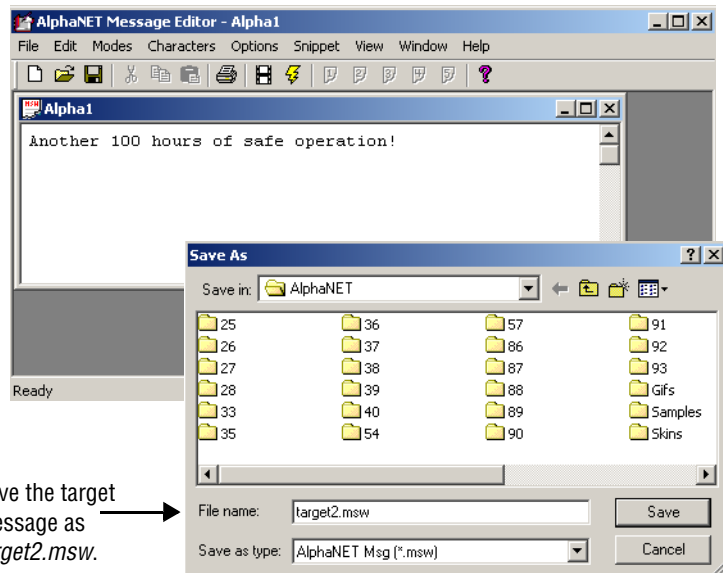 AlphaNET Message Editor - Alpha1
File Edit Modes Characters Options Snippet View Window Help
Alpha1
Another 100 hours of safe operation!
Save As
Save in: AlphaNET
25 36 57 91
26 37 86 92
27 38 87 93
28 39 88 Gifs
33 40 89 Samples
35 54 90 Skins
Ready
ve the target
essage as
rget2.msw.
File name: target2.msw Save
Save as type: AlphaNET Msg (*.msw) Cancel